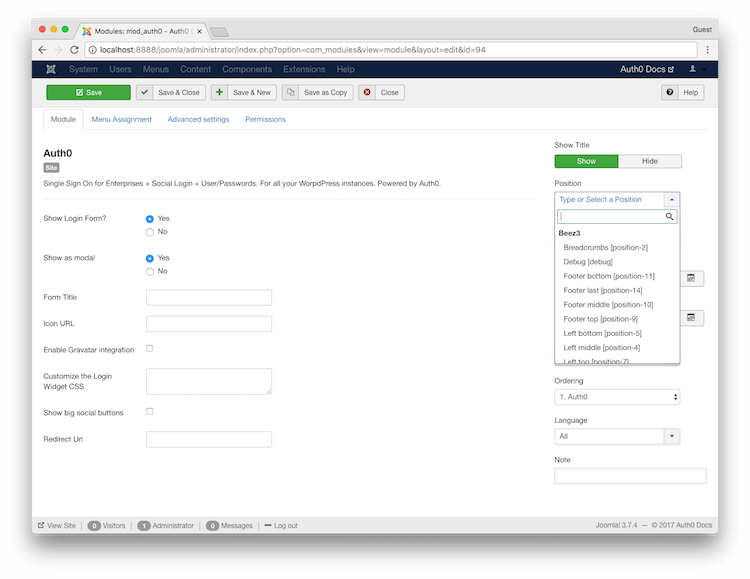 Modules: mod_auth0 - Auth0 D
Guest
localhost:8888/joomla/administrator/index.php?option=com_modules&view=module&layout=edit&id=94
System Users Menus Content Components Extensions Help Auth0 Docs
Save Save & Close Save & New Save as Copy Close Help
Module Menu Assignment Advanced settings Permissions
Auth0
Site
Single Sign On for Enterprises + Social Login + User/Passwords. For all your WorpdPress instances. Powered by Auth0.
Show Login Form?
Yes
No
Show as modal
Yes
No
Form Title
Icon URL
Enable Gravatar integration
Customize the Login
Widget CSS
Show big social buttons
Redirect Url
Show Title
Show Hide
Position
Type or Select a Position
Beez3
Breadcrumbs [position-2]
Debug [debug]
Footer bottom [position-11]
Footer last [position-14]
Footer middle [position-10]
Footer top [position-9]
Left bottom [position-5]
Left middle [position-4]
Left top [position-7]
Ordering
1. Auth0
Language
All
Note
View Site 0 Visitors 1 Administrator 0 Messages Log out
Joomla! 3.7.4 — © 2017 Auth0 Docs